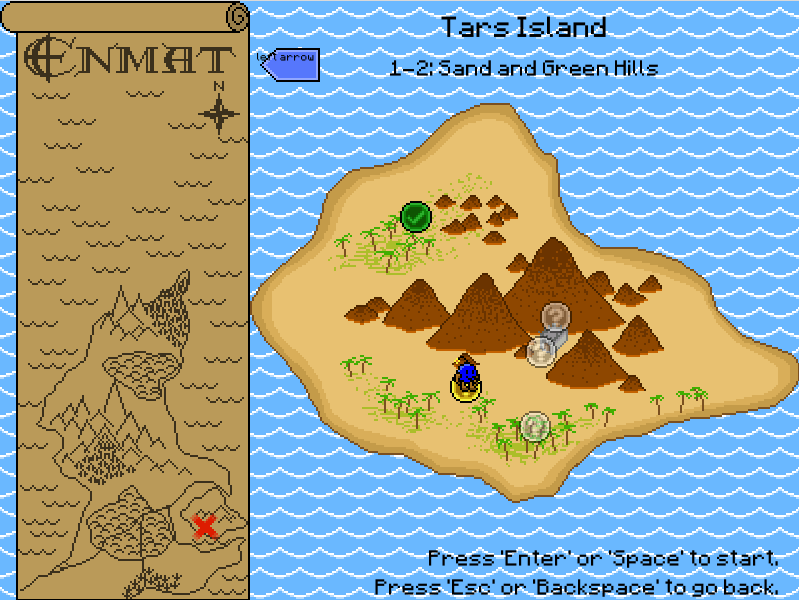 Tars Island
ENMAT
left arrow
1-2: Sand and Green Hills
N
?
Press 'Enter' or 'Space' to start.
Press 'Esc' or 'Backspace' to go back.